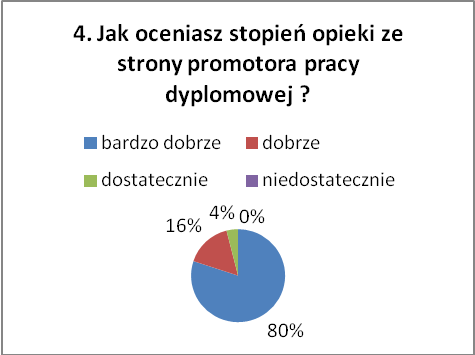 4. Jak oceniasz stopień opieki ze
strony promotora pracy
dyplomowej ?
bardzo dobrze dobrze
dostatecznie niedostatecznie
4% 0%
16%
80%